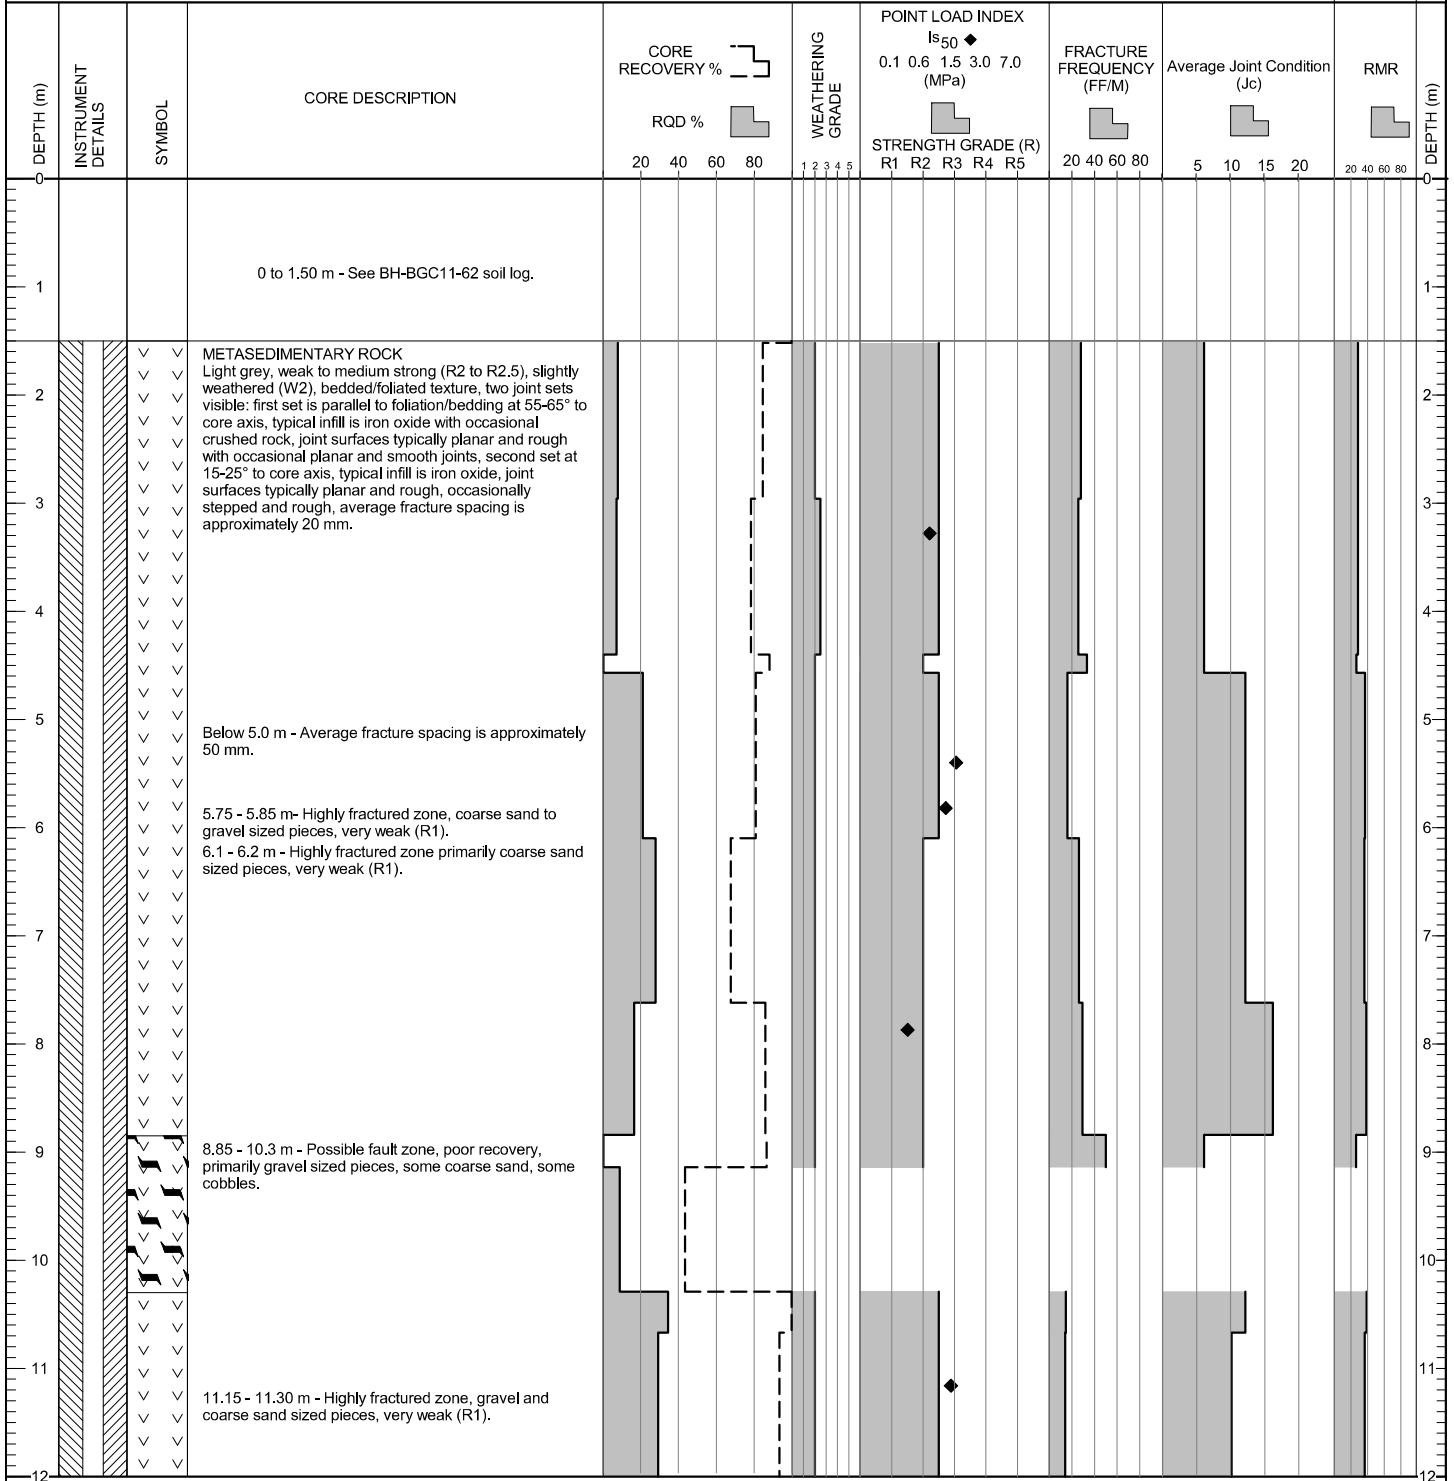 DEPTH (m)
INSTRUMENT
DETAILS
SYMBOL
CORE DESCRIPTION
CORE
RECOVERY %
RQD %
20 40 60 80
WEATHERING
GRADE
1 2 3 4 5
POINT LOAD INDEX
Is50
0.1 0.6 1.5 3.0 7.0
(MPa)
STRENGTH GRADE (R)
R1 R2 R3 R4 R5
FRACTURE
FREQUENCY
(FF/M)
20 40 60 80
Average Joint Condition
(Jc)
5 10 15 20
RMR
20 40 60 80
DEPTH (m)
0 0
0 to 1.50 m - See BH-BGC11-62 soil log.
1 1
METASEDIMENTARY ROCK
Light grey, weak to medium strong (R2 to R2.5), slightly
weathered (W2), bedded/foliated texture, two joint sets
visible: first set is parallel to foliation/bedding at 55-65° to
core axis, typical infill is iron oxide with occasional
crushed rock, joint surfaces typically planar and rough
with occasional planar and smooth joints, second set at
15-25° to core axis, typical infill is iron oxide, joint
surfaces typically planar and rough, occasionally
stepped and rough, average fracture spacing is
approximately 20 mm.
2 2
3 3
4 4
5 5
Below 5.0 m - Average fracture spacing is approximately
50 mm.
5.75 - 5.85 m- Highly fractured zone, coarse sand to
gravel sized pieces, very weak (R1).
6 6
6.1 - 6.2 m - Highly fractured zone primarily coarse sand
sized pieces, very weak (R1).
7 7
8 8
9 9
8.85 - 10.3 m - Possible fault zone, poor recovery,
primarily gravel sized pieces, some coarse sand, some
cobbles.
10 10
11 11
11.15 - 11.30 m - Highly fractured zone, gravel and
coarse sand sized pieces, very weak (R1).
12 12